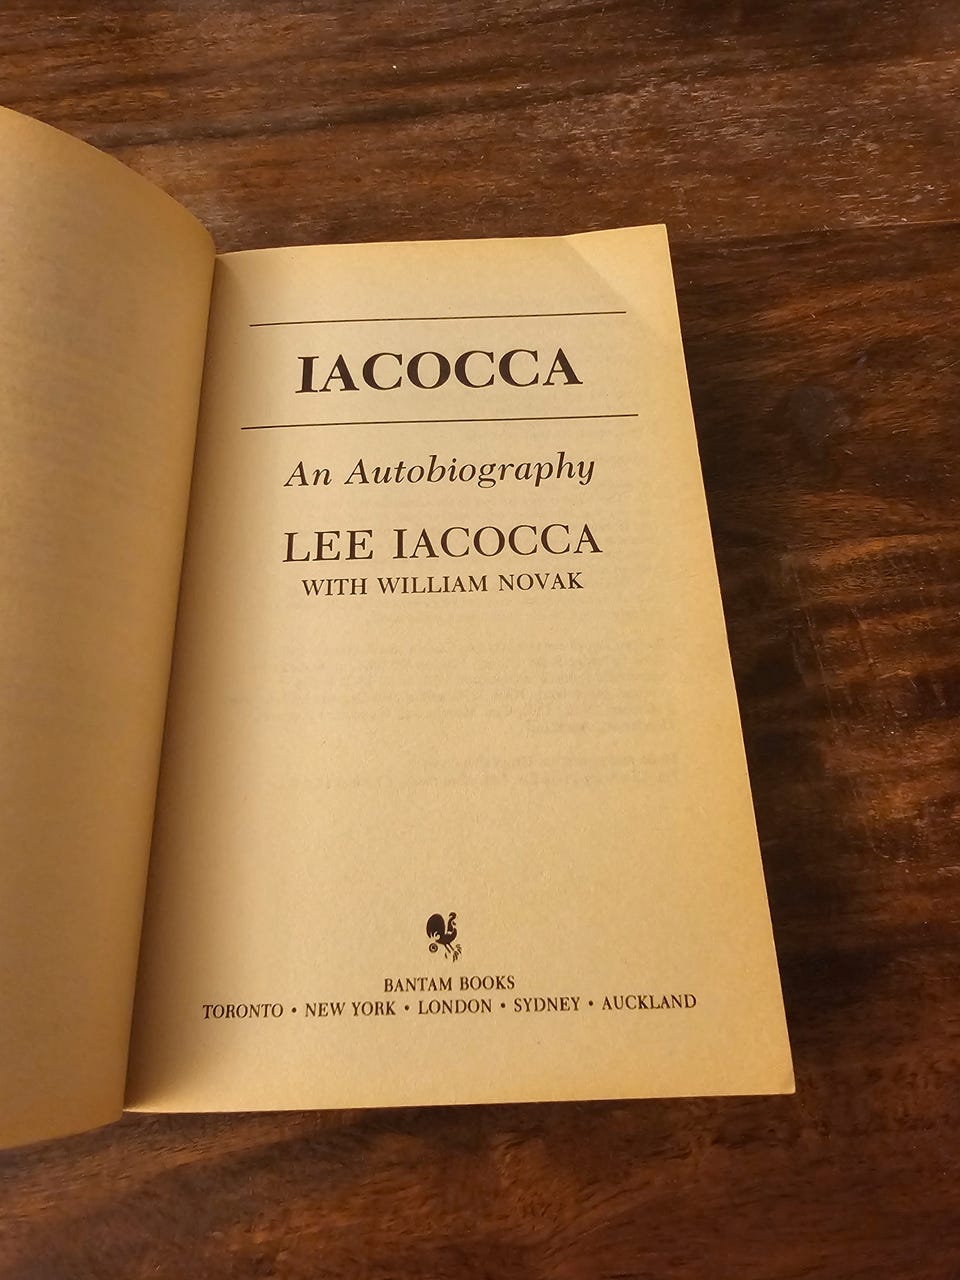 IACOCCA
An Autobiography
LEE IACOCCA
WITH WILLIAM NOVAK
BANTAM BOOKS
TORONTO • NEW YORK • LONDON • SYDNEY • AUCKLAND